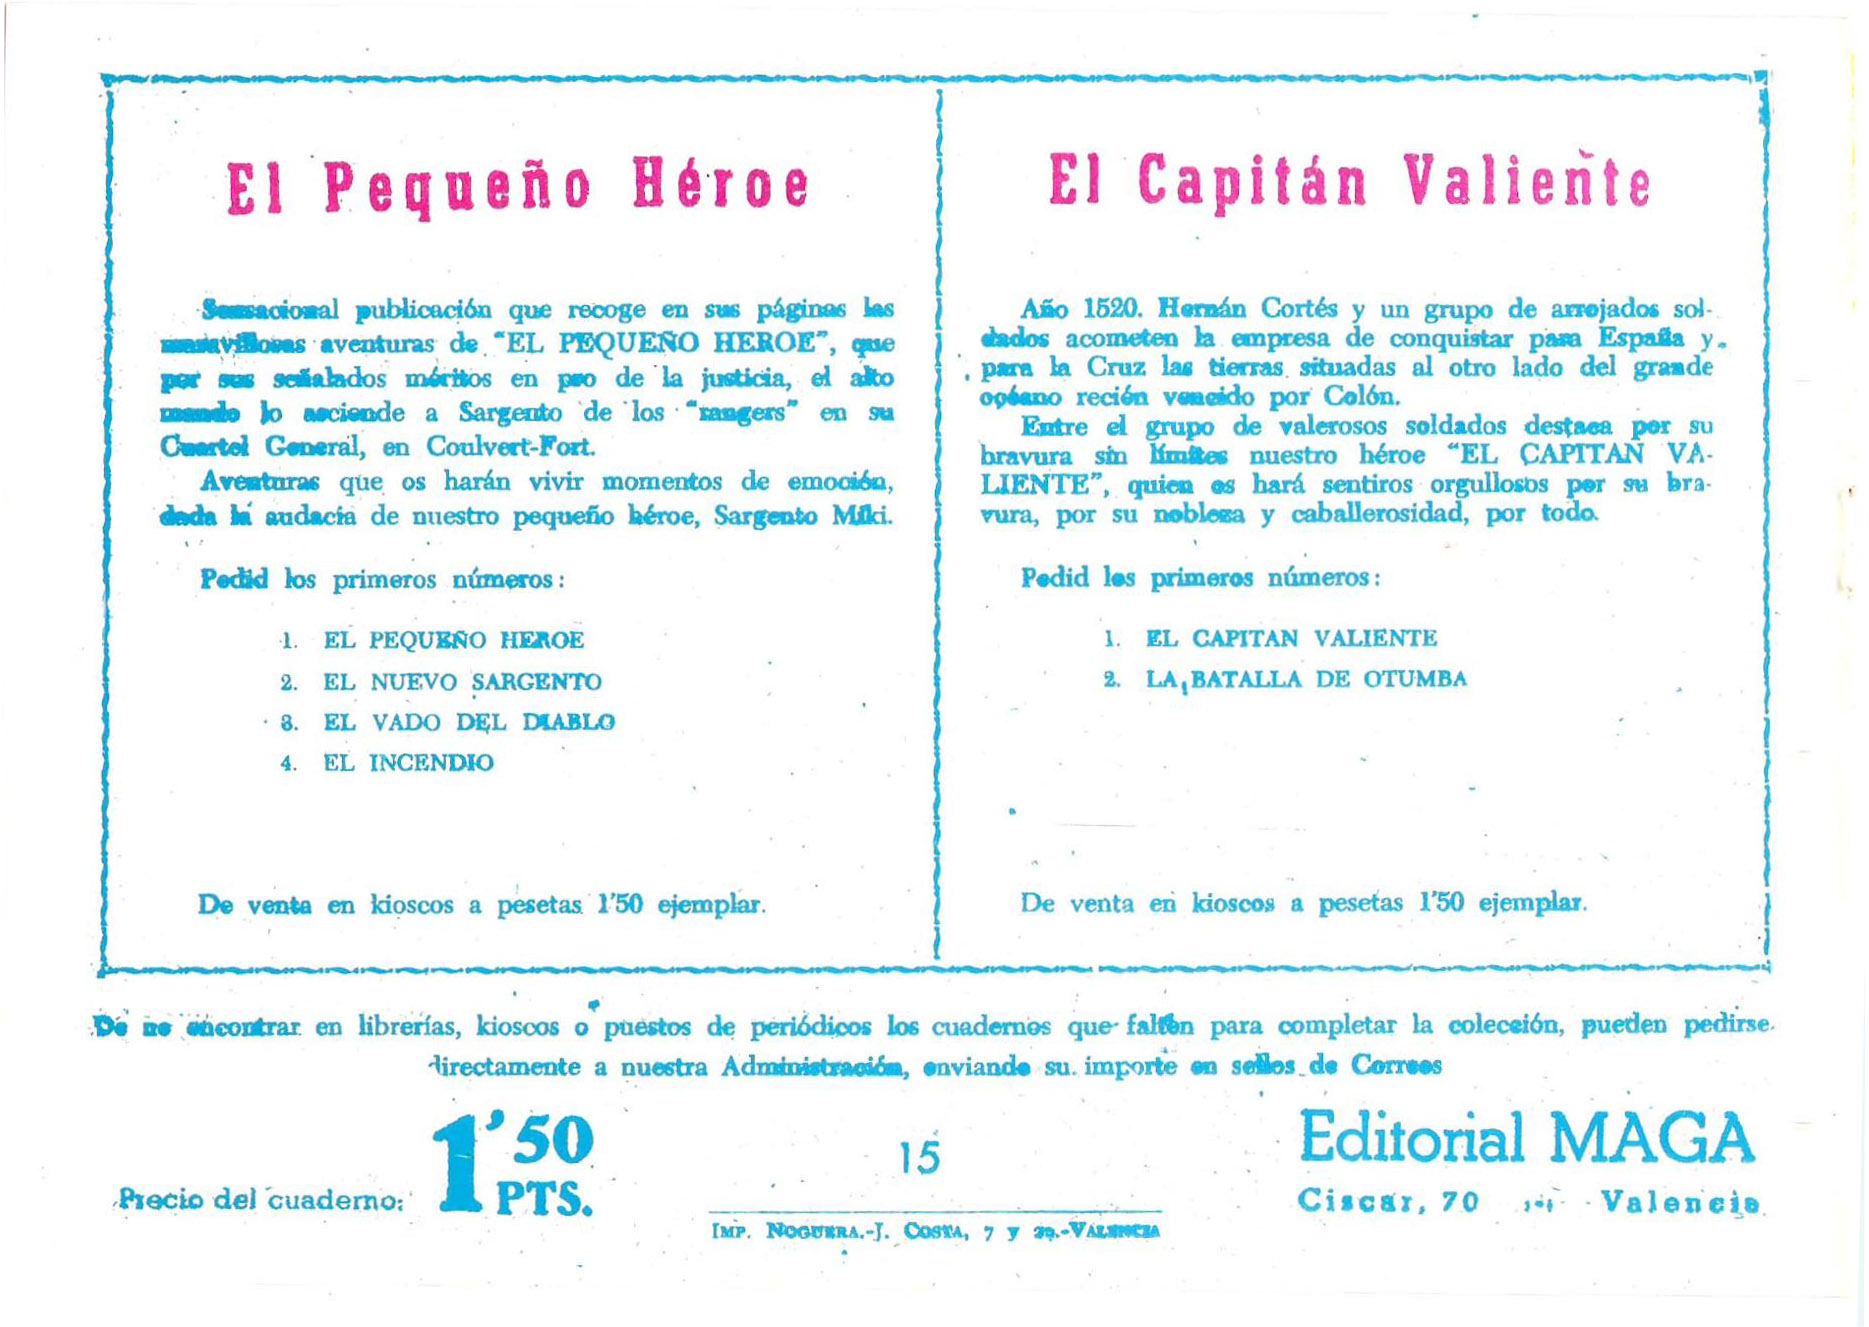 El Pequeño Héroe
Sensacional publicación que recoge en sus páginas las
maravillosas aventuras de "EL PEQUEÑO HEROE", que
por sus señalados méritos en pro de la justicia, el alto
mando lo asciende a Sargento de los "rangers" en su
Cuartel General, en Coulvert-Fort.
Aventuras que os harán vivir momentos de emoción,
dada la audacia de nuestro pequeño héroe, Sargento Miki.
Pedid los primeros números:
1. EL PEQUEÑO HEROE
2. EL NUEVO SARGENTO
3. EL VADO DEL DIABLO
4. EL INCENDIO
De venta en kioscos a pesetas 1'50 ejemplar.
El Capitán Valiente
Año 1520. Hernán Cortés y un grupo de arrojados sol-
dados acometen la empresa de conquistar para España y
para la Cruz las tierras situadas al otro lado del grande
océano recién vencido por Colón.
Entre el grupo de valerosos soldados destaca por su
bravura sin límites nuestro héroe "EL CAPITAN VA-
LIENTE", quien os hará sentiros orgullosos por su bra-
vura, por su nobleza y caballerosidad, por todo.
Pedid los primeros números:
1. EL CAPITAN VALIENTE
2. LA BATALLA DE OTUMBA
De venta en kioscos a pesetas 1'50 ejemplar.
De no encontrar en librerías, kioscos o puestos de periódicos los cuadernos que falten para completar la colección, pueden pedirse
directamente a nuestra Administración, enviando su importe en sellos de Correos
Precio del cuaderno: 1'50 PTS.
15
IMP. NOGUERA.-J. COSTA, 7 y .-VALENCIA
Editorial MAGA
Ciscar, 70 Valencia